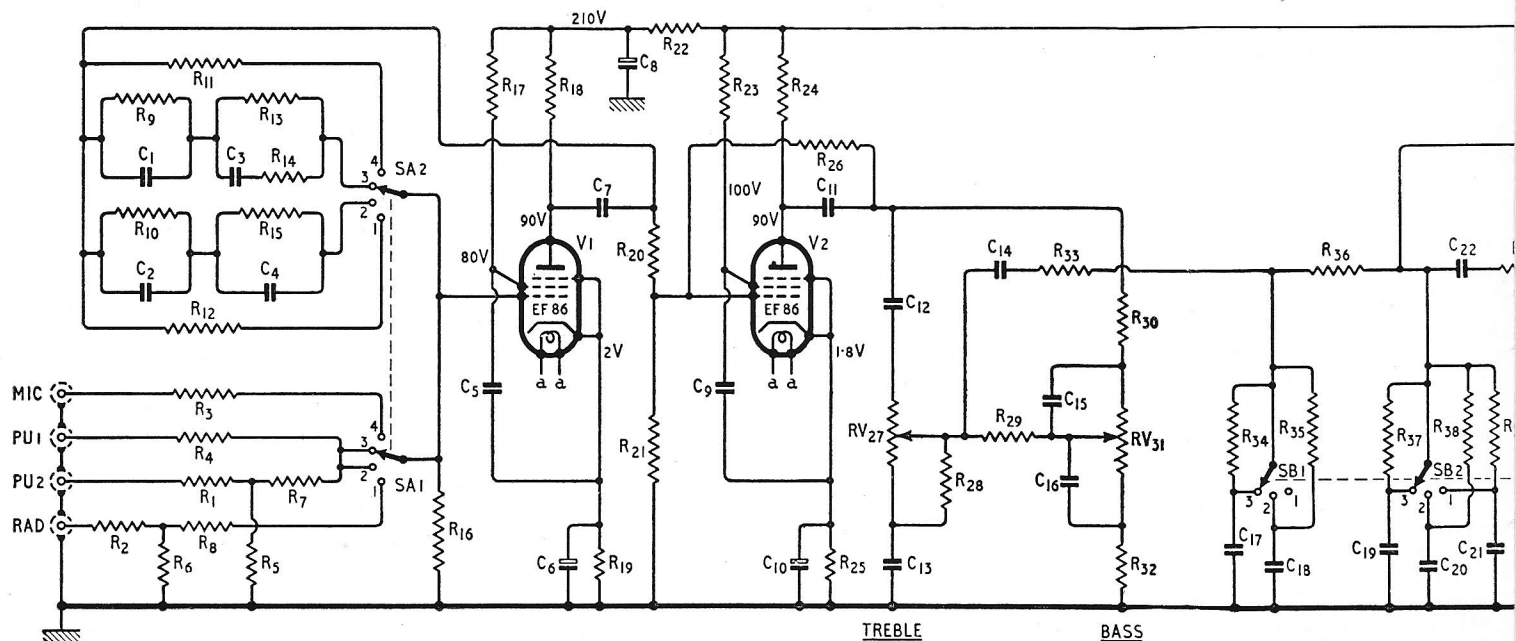 210V
R22
C8
R11
R17
R18
R23
R24
R9
R13
C1
C3
R14
4
3
2
1
SA2
R26
C7
C11
100V
90V
90V
R10
R15
C2
C4
80V
V1
R20
V2
C14
R33
R36
C22
EF 86
EF 86
C12
R30
R12
2V
1·8V
a a
a a
MIC
R3
C5
C9
C15
PU1
R4
4
3
2
1
SA1
R21
RV27
R29
RV31
R34
R35
R37
R38
R
PU2
R1
R7
R28
C16
SB1
3
2
1
SB2
3
2
1
RAD
R2
R8
R16
R6
R5
C6
R19
C10
R25
C13
R32
C17
C18
C19
C20
C21
TREBLE
BASS